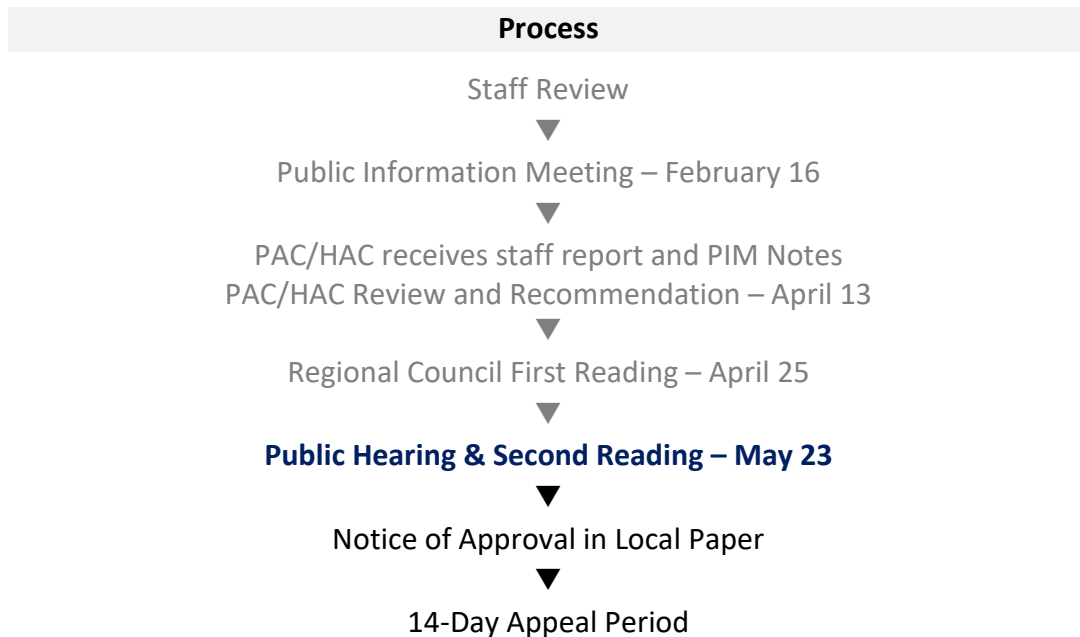 Process
Staff Review
Public Information Meeting – February 16
PAC/HAC receives staff report and PIM Notes
PAC/HAC Review and Recommendation – April 13
Regional Council First Reading – April 25
Public Hearing & Second Reading – May 23
Notice of Approval in Local Paper
14-Day Appeal Period